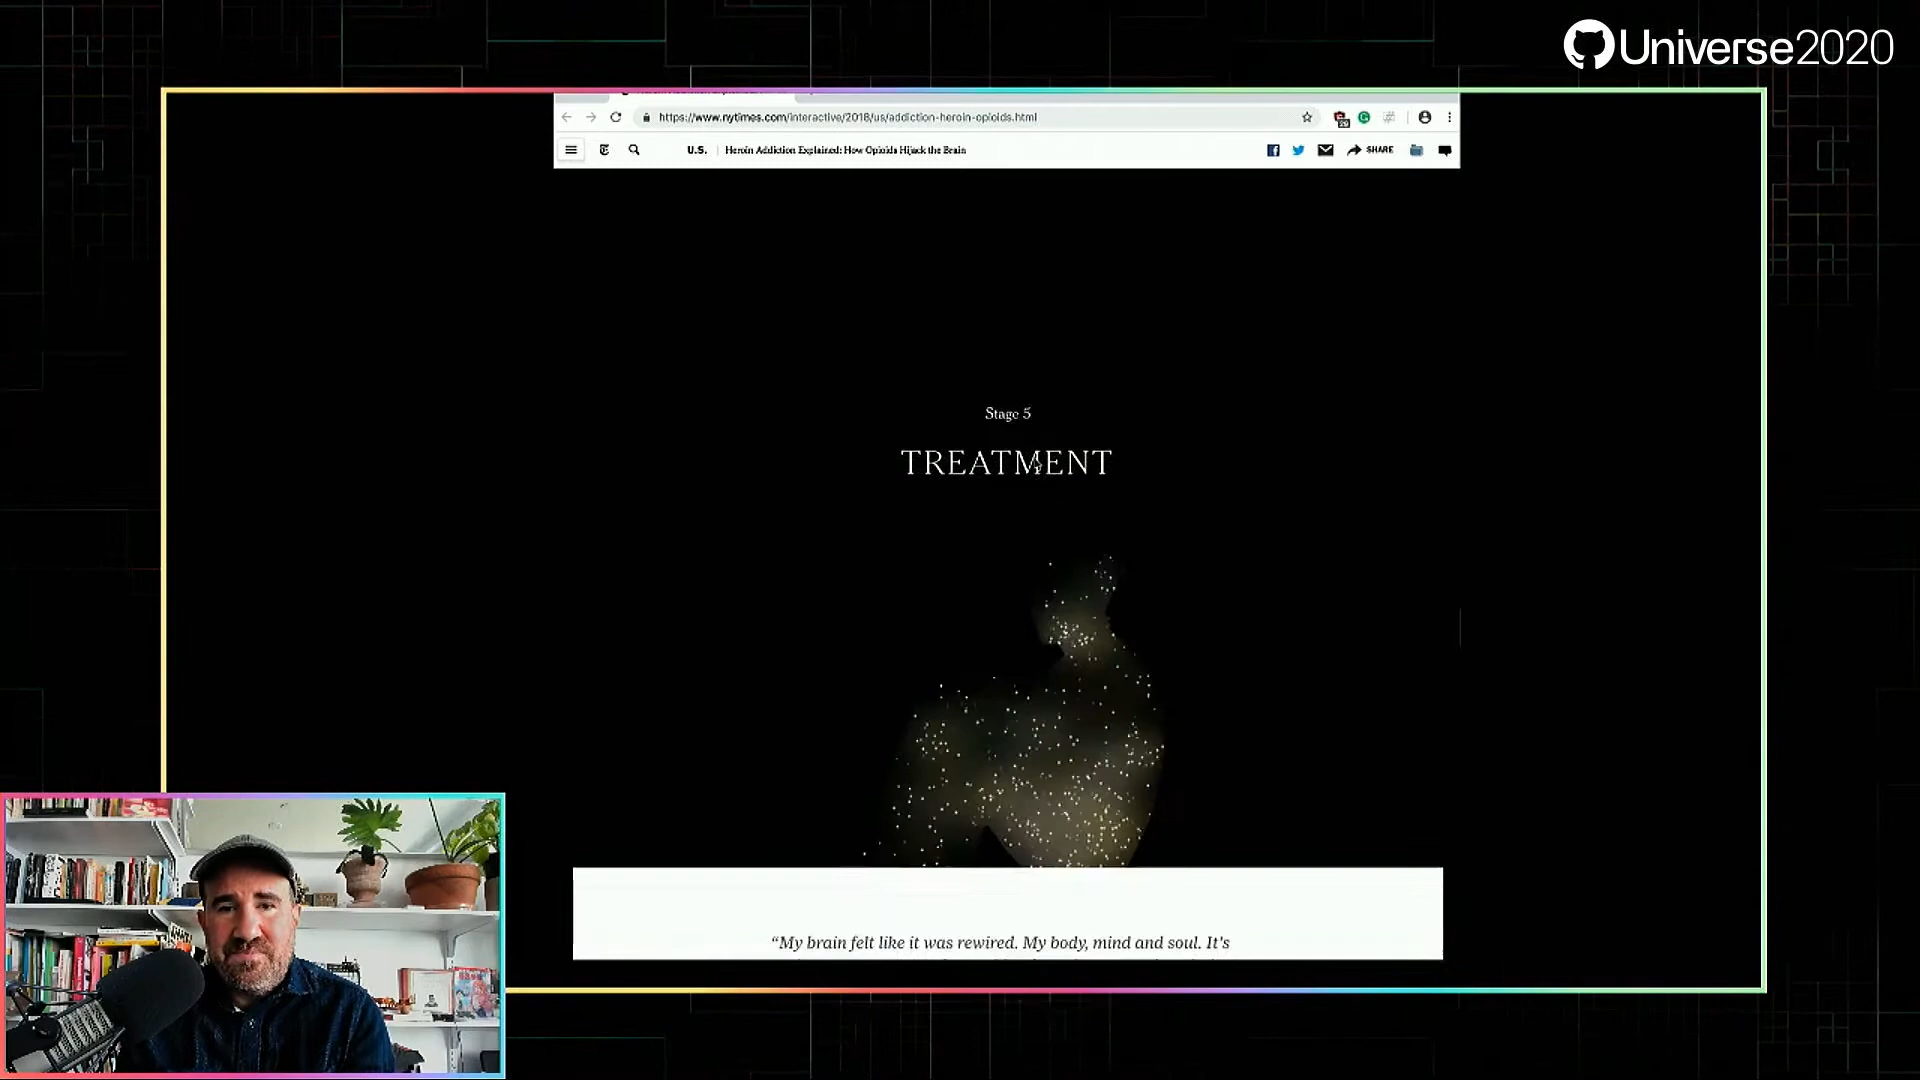 Universe2020
https://www.nytimes.com/interactive/2018/us/addiction-heroin-opioids.html
U.S. Heroin Addiction Explained: How Opioids Hijack the Brain
SHARE
Stage 5
TREATMENT
“My brain felt like it was rewired. My body, mind and soul. It’s